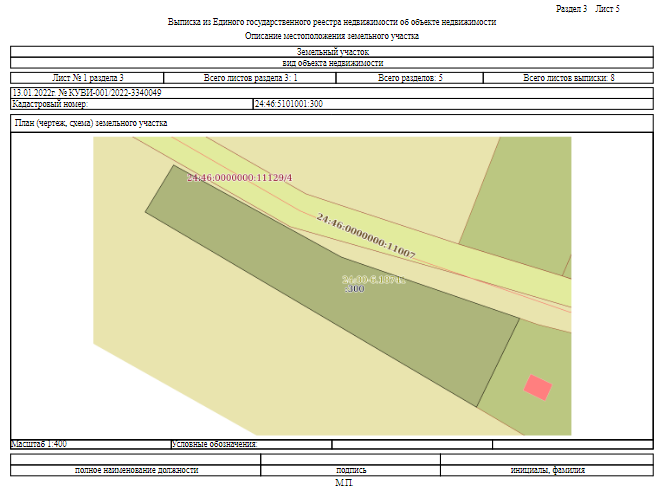 Раздел 3 Лист 5
Выписка из Единого государственного реестра недвижимости об объекте недвижимости
Описание местоположения земельного участка
Земельный участок
вид объекта недвижимости
Лист № 1 раздела 3 Всего листов раздела 3: 1 Всего разделов: 5 Всего листов выписки: 8
13.01.2022г. № КУВИ-001/2022-3340049
Кадастровый номер: 24:46:5101001:300
План (чертеж, схема) земельного участка
24:46:0000000:11129/4
24:46:0000000:11007
:300
Масштаб 1:400 Условные обозначения:
полное наименование должности подпись инициалы, фамилия
М.П.